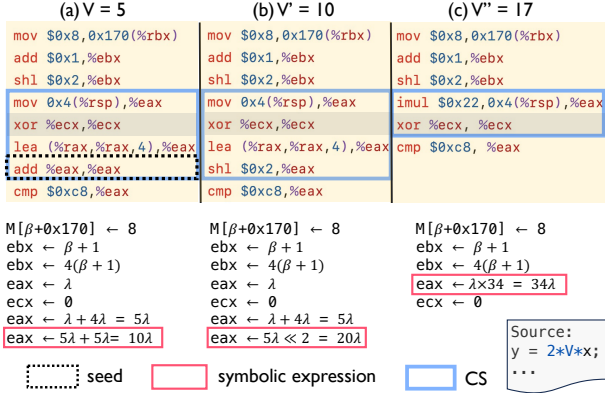 (a) V = 5
mov $0x8,0x170(%rbx)
add $0x1,%ebx
shl $0x2,%ebx
mov 0x4(%rsp),%eax
xor %ecx,%ecx
lea (%rax,%rax,4),%eax
add %eax,%eax
cmp $0xc8,%eax
(b) V' = 10
mov $0x8,0x170(%rbx)
add $0x1,%ebx
shl $0x2,%ebx
mov 0x4(%rsp),%eax
xor %ecx,%ecx
lea (%rax,%rax,4),%eax
shl $0x2,%eax
cmp $0xc8,%eax
(c) V'' = 17
mov $0x8,0x170(%rbx)
add $0x1,%ebx
shl $0x2,%ebx
imul $0x22,0x4(%rsp),%eax
xor %ecx, %ecx
cmp $0xc8, %eax
M[β+0x170] ← 8
ebx ← β + 1
ebx ← 4(β + 1)
eax ← λ
ecx ← 0
eax ← λ + 4λ = 5λ
eax ← 5λ + 5λ= 10λ
M[β+0x170] ← 8
ebx ← β + 1
ebx ← 4(β + 1)
eax ← λ
ecx ← 0
eax ← λ + 4λ = 5λ
eax ← 5λ ≪ 2 = 20λ
M[β+0x170] ← 8
ebx ← β + 1
ebx ← 4(β + 1)
eax ← λ×34 = 34λ
ecx ← 0
Source:
y = 2*V*x;
...
seed
symbolic expression
CS